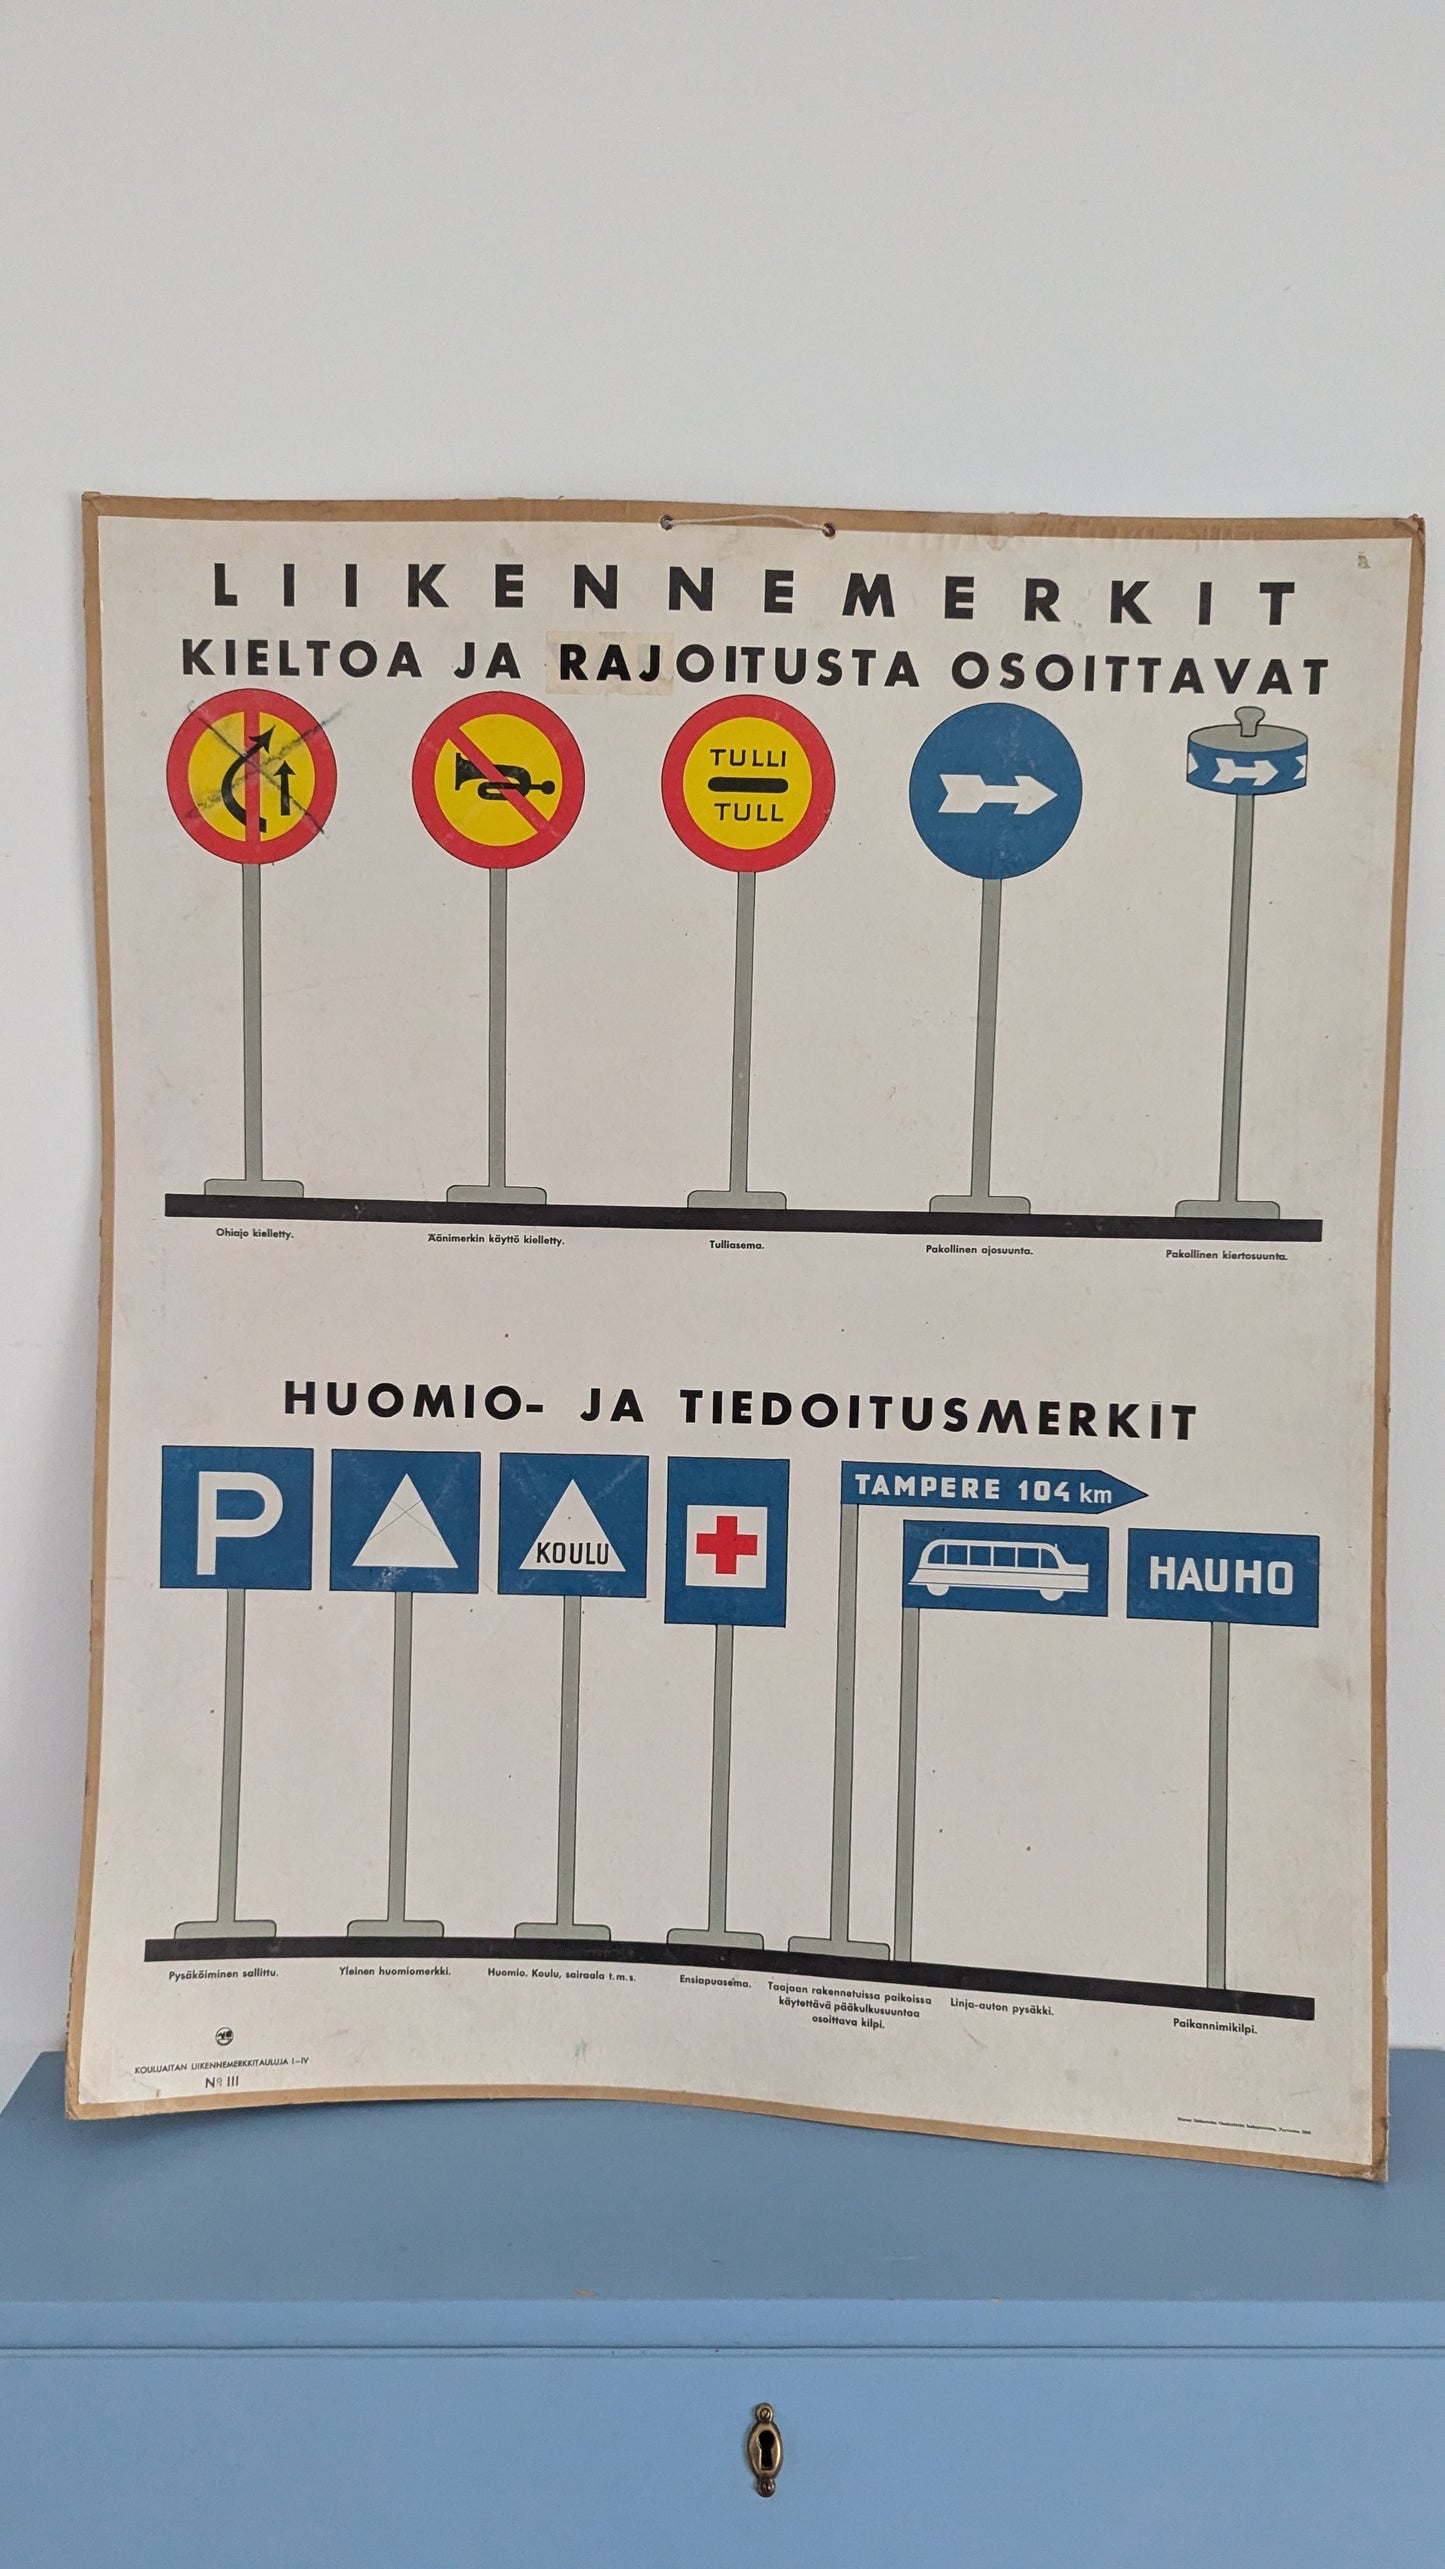 LIIKENNEMERKIT
KIELTOA JA RAJOITUSTA OSOITTAVAT
TULLI
TULL
Ohiajo kielletty.
Äänimerkin käyttö kielletty.
Tulliasema.
Pakollinen ajosuunta.
Pakollinen kiertosuunta.
HUOMIO- JA TIEDOITUSMERKIT
P
KOULU
TAMPERE 104 km
HAUHO
Pysäköiminen sallittu.
Yleinen huomiomerkki.
Huomio. Koulu, sairaala t.m.s.
Ensiapuasema.
Taajaan rakennetuissa paikoissa
käytettävä pääkulkusuuntaa
osoittava kilpi.
Linja-auton pysäkki.
Paikannimikilpi.
KOULUAITAN LIIKENNEMERKKITAULUJA I-IV
No III